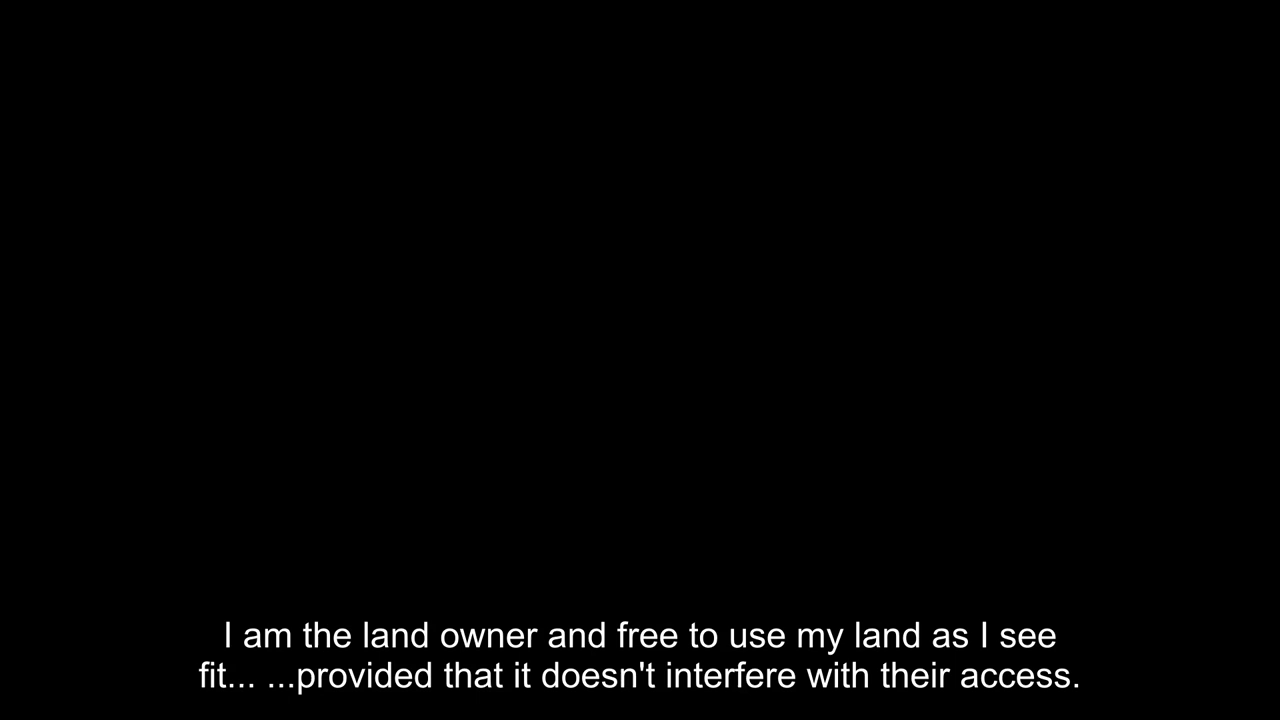 I am the land owner and free to use my land as I see
fit... ...provided that it doesn't interfere with their access.